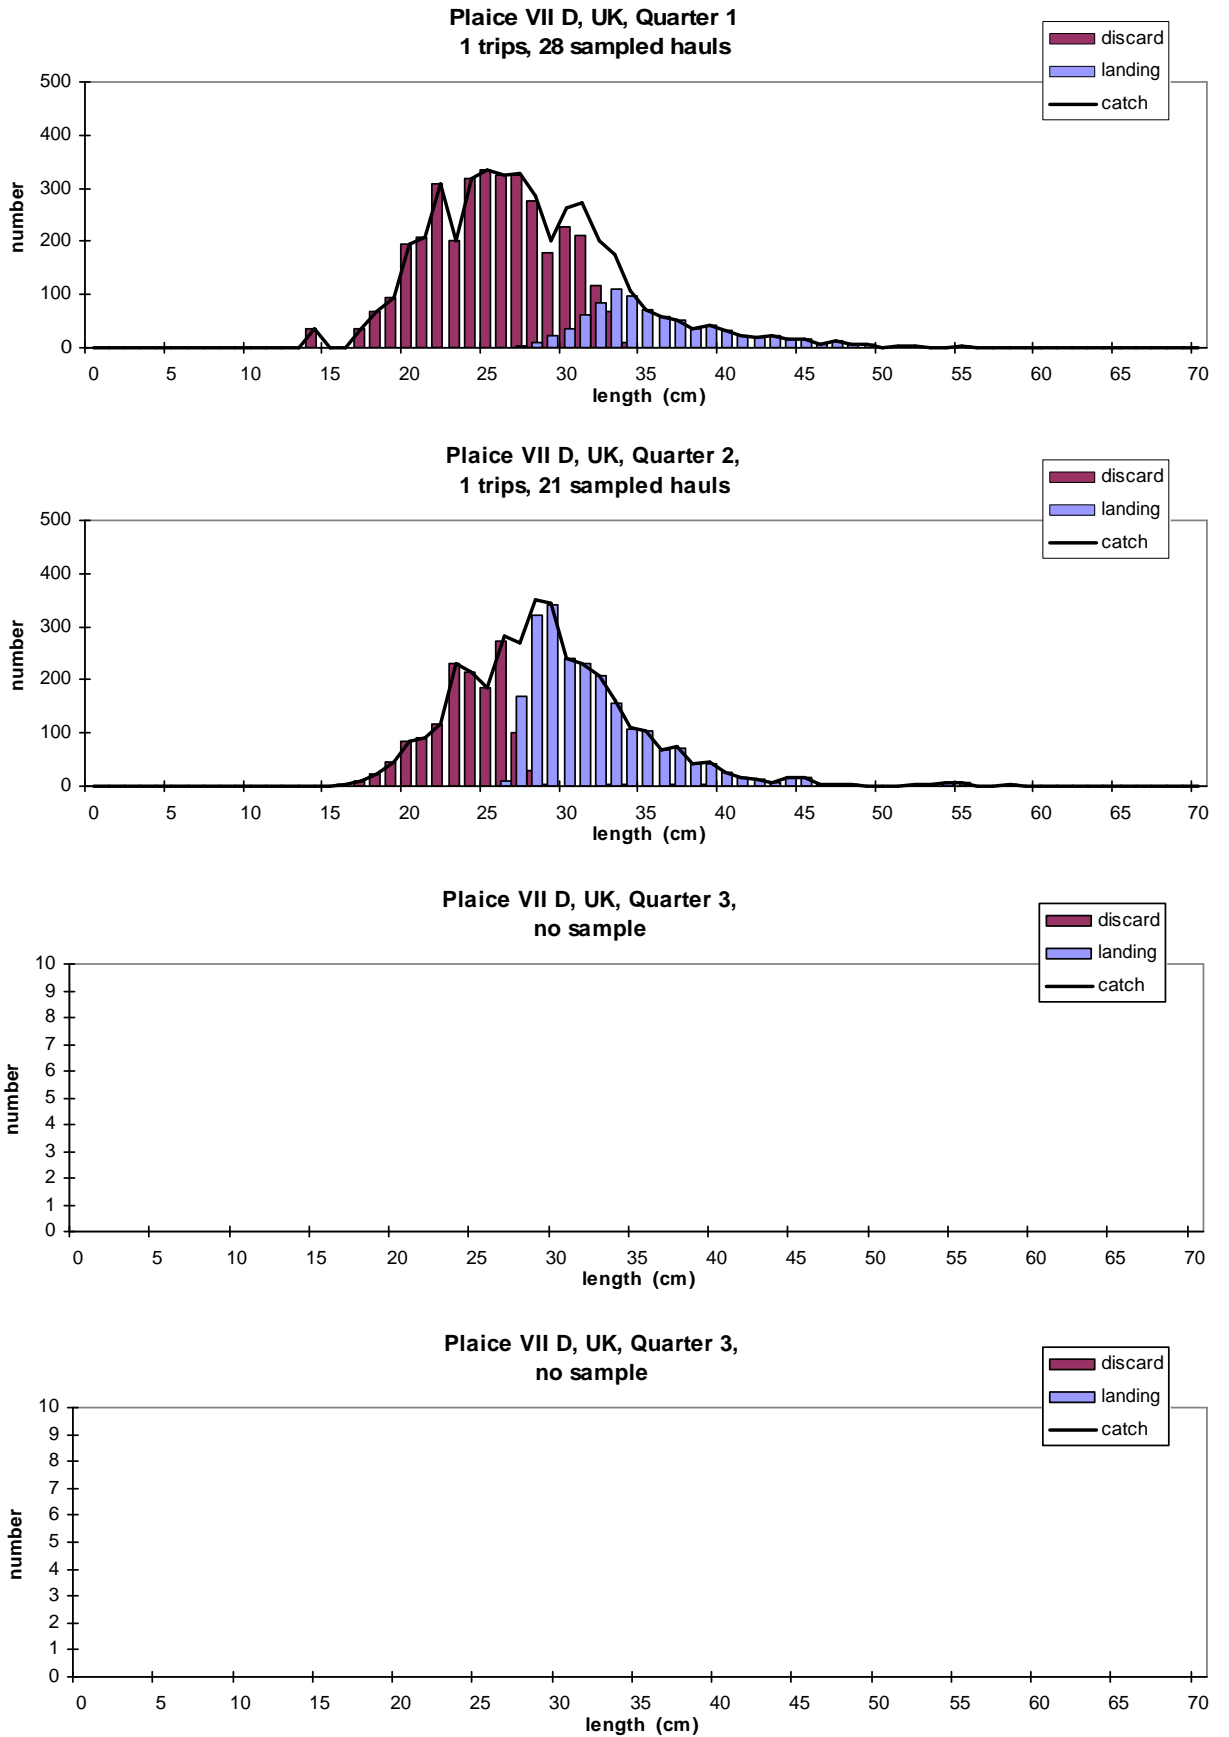 Plaice VII D, UK, Quarter 1
1 trips, 28 sampled hauls
discard
landing
catch
500
400
300
200
100
0
number
0 5 10 15 20 25 30 35 40 45 50 55 60 65 70
length (cm)
Plaice VII D, UK, Quarter 2,
1 trips, 21 sampled hauls
discard
landing
catch
500
400
300
200
100
0
number
0 5 10 15 20 25 30 35 40 45 50 55 60 65 70
length (cm)
Plaice VII D, UK, Quarter 3,
no sample
discard
landing
catch
10
9
8
7
6
5
4
3
2
1
0
number
0 5 10 15 20 25 30 35 40 45 50 55 60 65 70
length (cm)
Plaice VII D, UK, Quarter 3,
no sample
discard
landing
catch
10
9
8
7
6
5
4
3
2
1
0
number
0 5 10 15 20 25 30 35 40 45 50 55 60 65 70
length (cm)